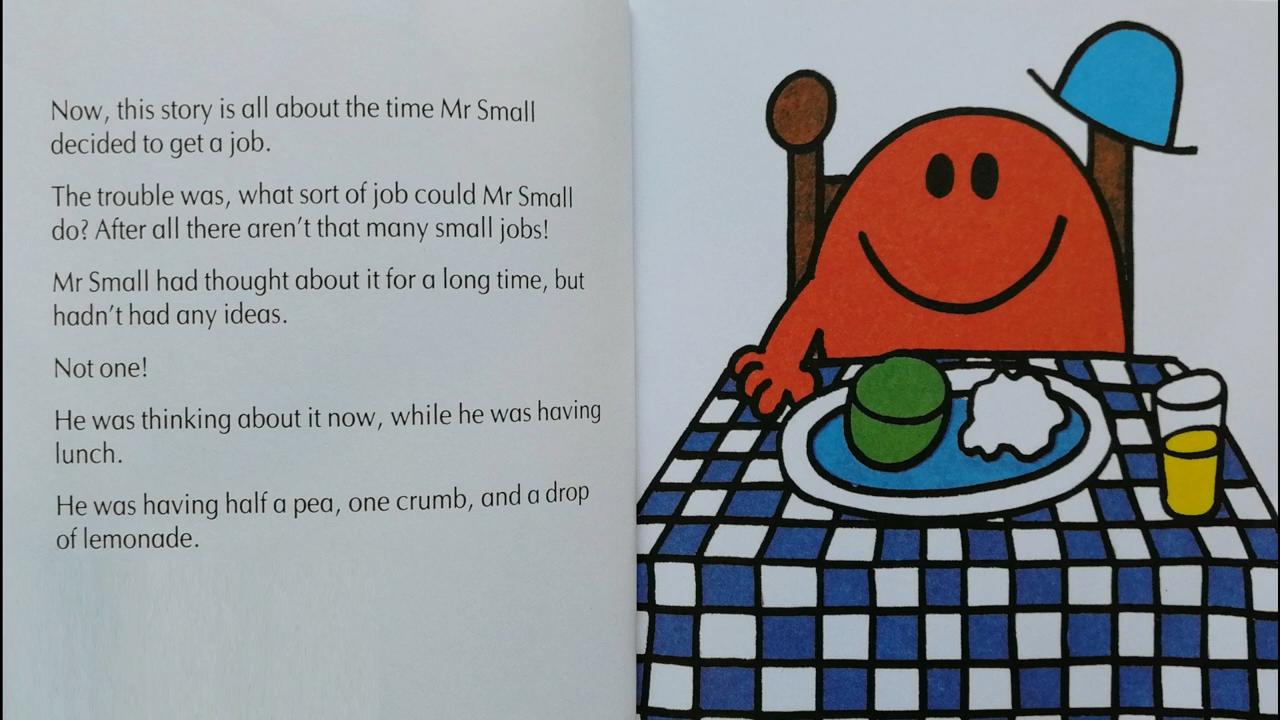 Now, this story is all about the time Mr Small
decided to get a job.
The trouble was, what sort of job could Mr Small
do? After all there aren't that many small jobs!
Mr Small had thought about it for a long time, but
hadn't had any ideas.
Not one!
He was thinking about it now, while he was having
lunch.
He was having half a pea, one crumb, and a drop
of lemonade.